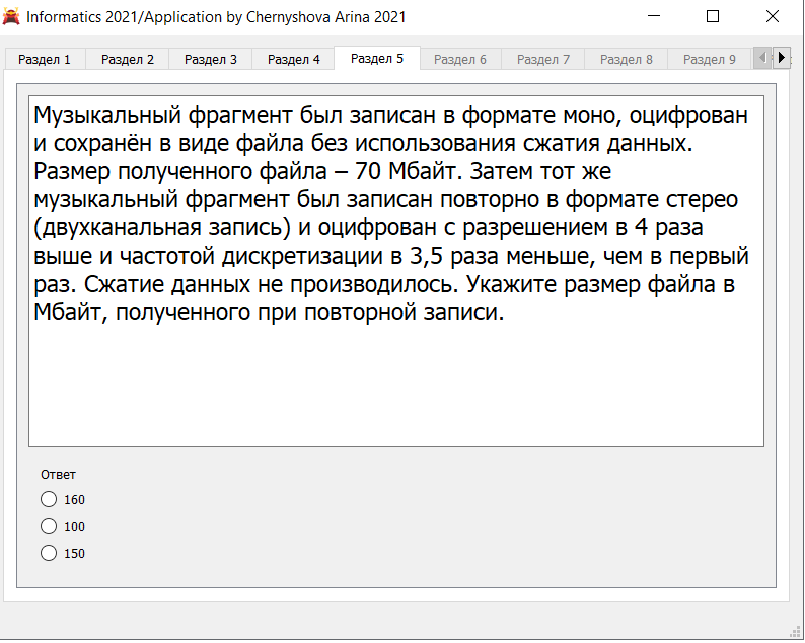 Informatics 2021/Application by Chernyshova Arina 2021
Раздел 1 Раздел 2 Раздел 3 Раздел 4 Раздел 5 Раздел 6 Раздел 7 Раздел 8 Раздел 9
Музыкальный фрагмент был записан в формате моно, оцифрован
и сохранён в виде файла без использования сжатия данных.
Размер полученного файла – 70 Мбайт. Затем тот же
музыкальный фрагмент был записан повторно в формате стерео
(двухканальная запись) и оцифрован с разрешением в 4 раза
выше и частотой дискретизации в 3,5 раза меньше, чем в первый
раз. Сжатие данных не производилось. Укажите размер файла в
Мбайт, полученного при повторной записи.
Ответ
160
100
150